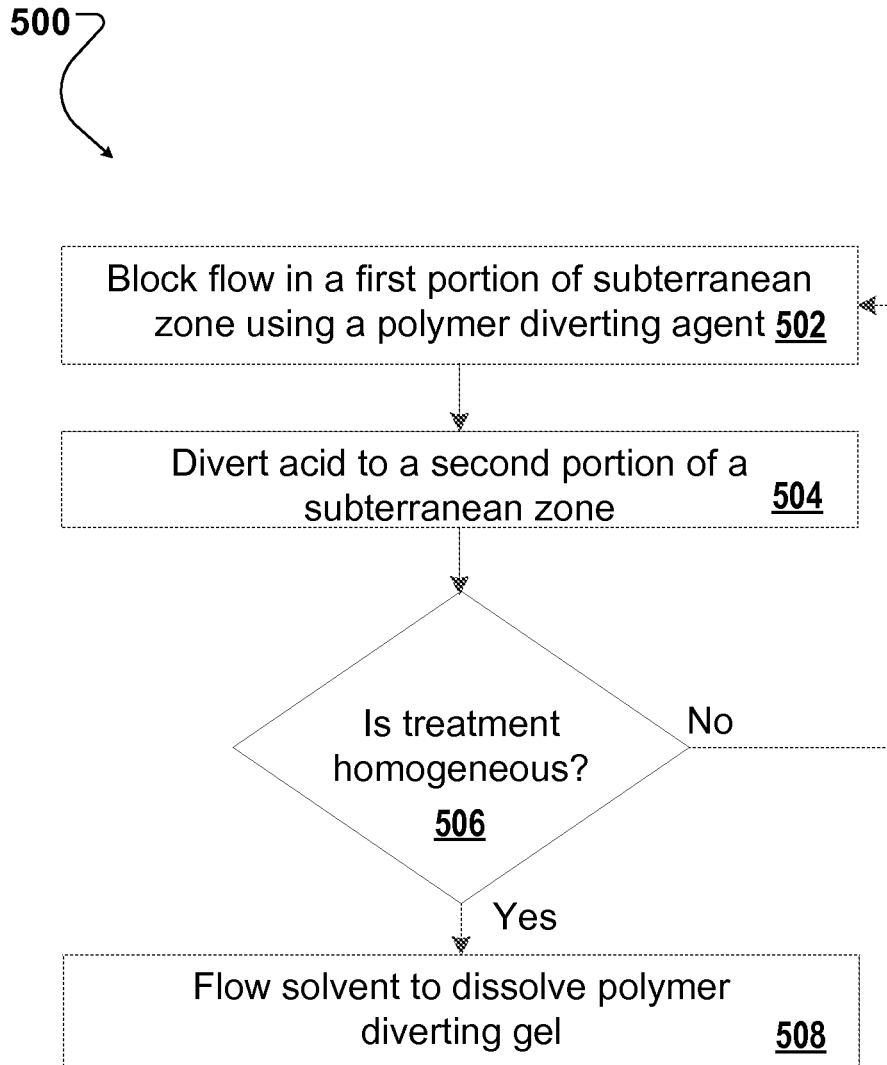 500
Block flow in a first portion of subterranean
zone using a polymer diverting agent 502
Divert acid to a second portion of a
subterranean zone
504
Is treatment
homogeneous?
506
No
Yes
Flow solvent to dissolve polymer
diverting gel
508